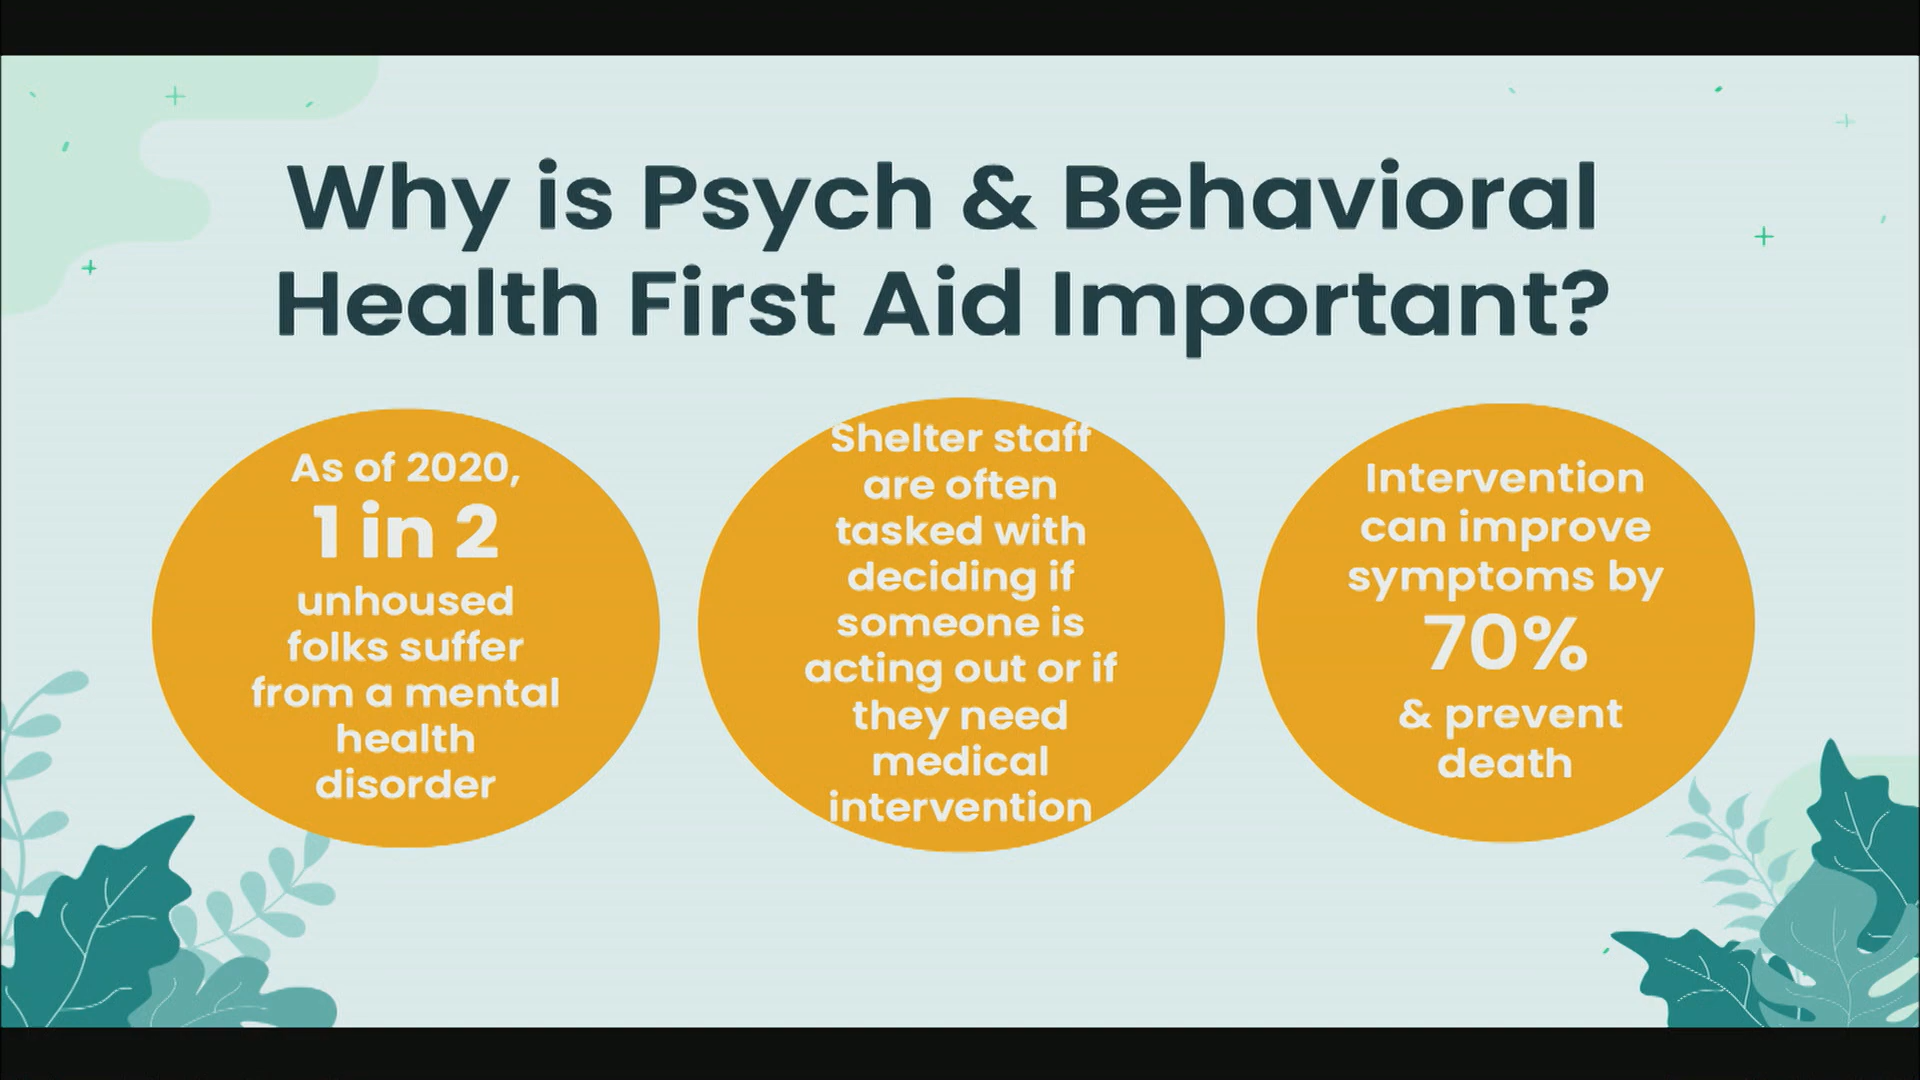 Why is Psych & Behavioral
Health First Aid Important?
As of 2020,
1 in 2
unhoused
folks suffer
from a mental
health
disorder
Shelter staff
are often
tasked with
deciding if
someone is
acting out or if
they need
medical
intervention
Intervention
can improve
symptoms by
70%
& prevent
death